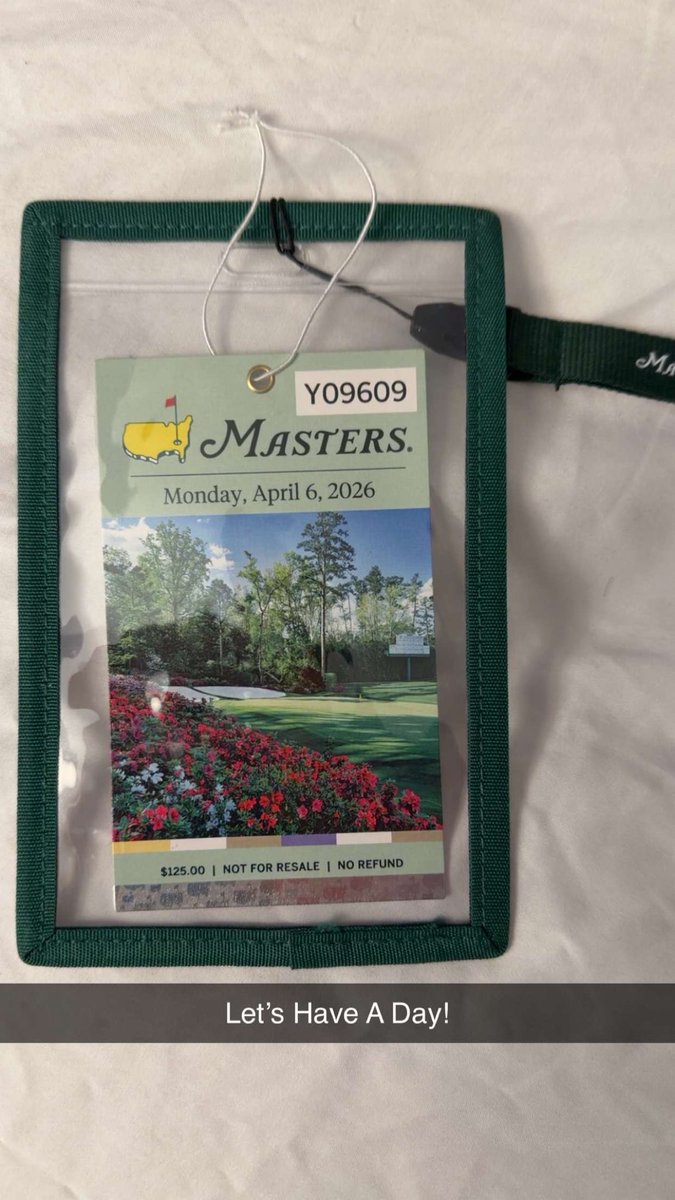 Y09609
MASTERS.
Monday, April 6, 2026
$125.00 | NOT FOR RESALE | NO REFUND
Let's Have A Day!